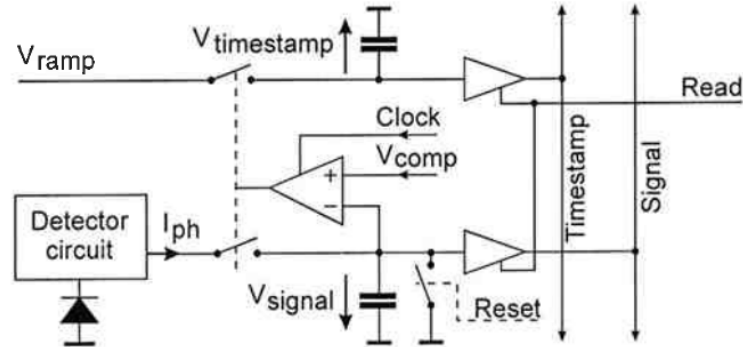 Vtimestamp
Vramp
Read
Clock
Vcomp
+
−
Detector
circuit
Iph
Vsignal
Reset
Timestamp
Signal